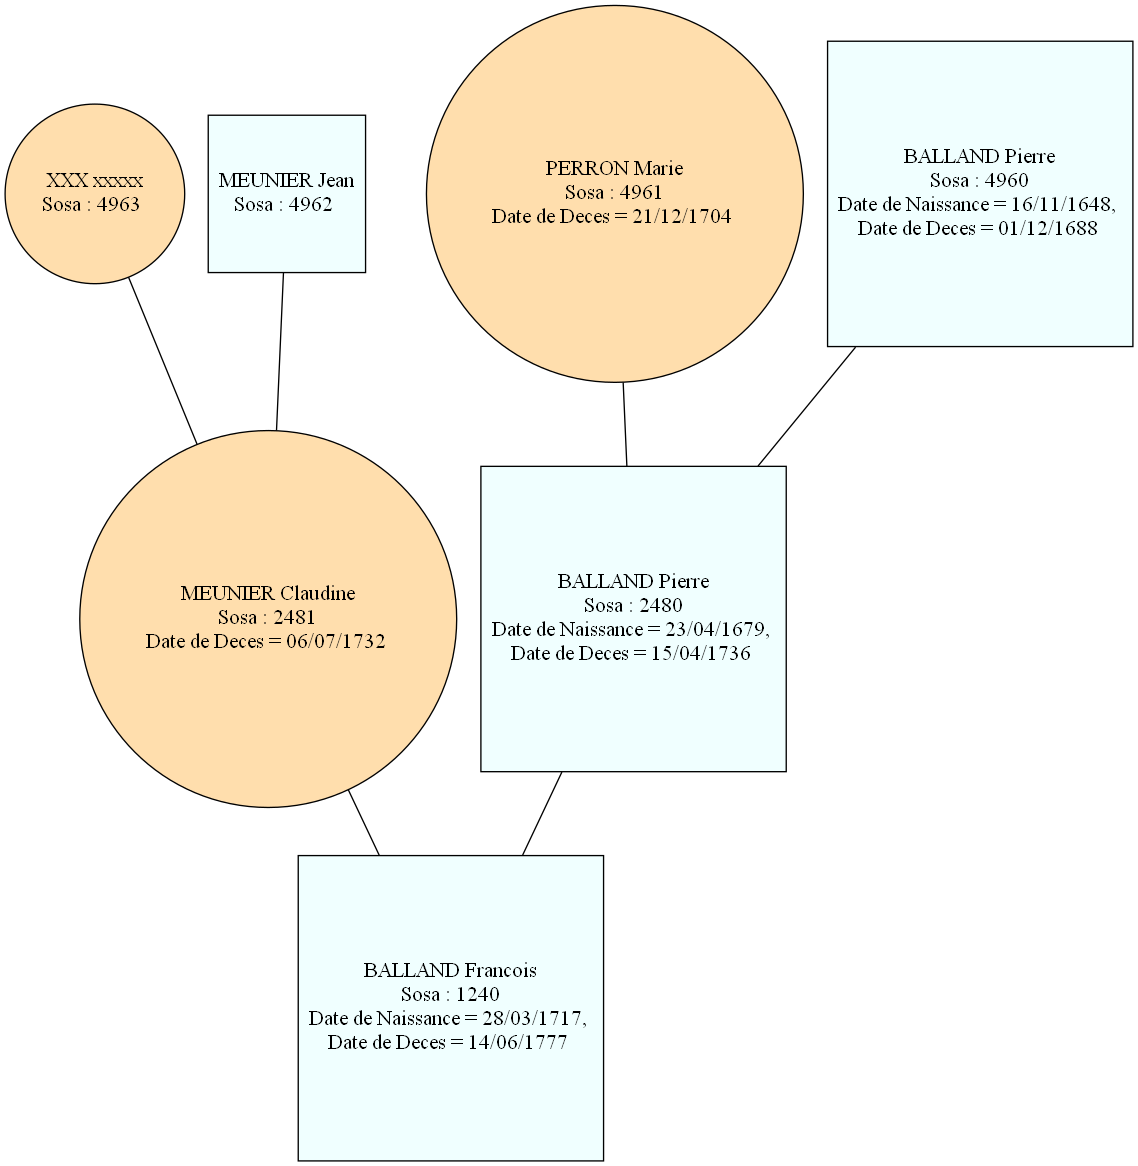 XXX xxxxx
Sosa : 4963
MEUNIER Jean
Sosa : 4962
PERRON Marie
Sosa : 4961
Date de Deces = 21/12/1704
BALLAND Pierre
Sosa : 4960
Date de Naissance = 16/11/1648,
Date de Deces = 01/12/1688
MEUNIER Claudine
Sosa : 2481
Date de Deces = 06/07/1732
BALLAND Pierre
Sosa : 2480
Date de Naissance = 23/04/1679,
Date de Deces = 15/04/1736
BALLAND Francois
Sosa : 1240
Date de Naissance = 28/03/1717,
Date de Deces = 14/06/1777